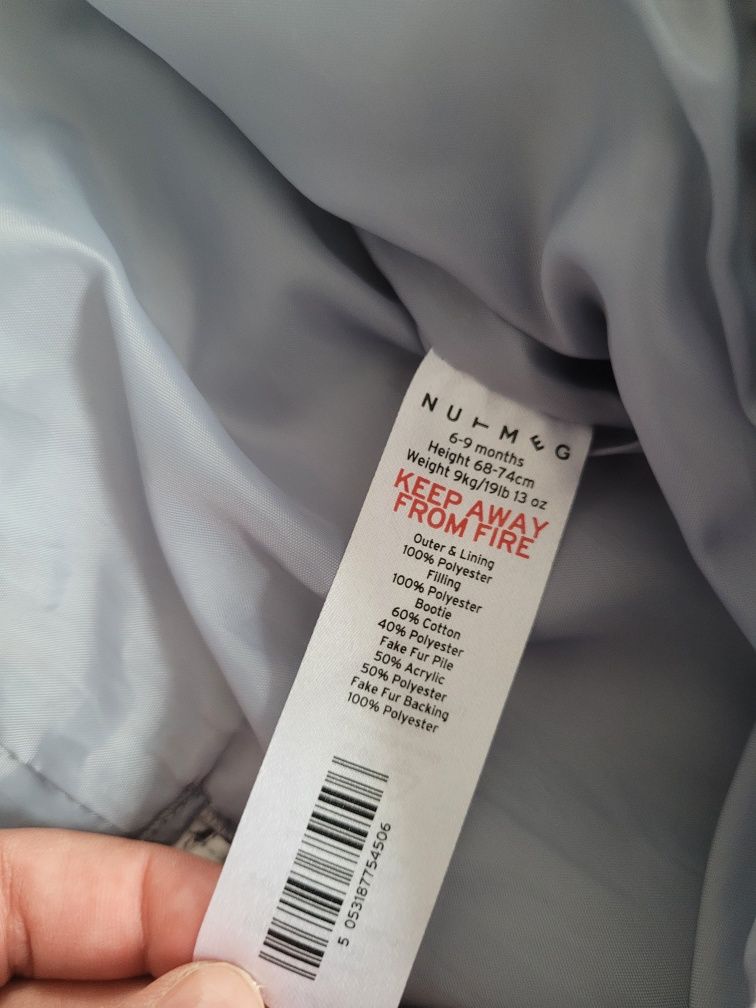 NUTMEG
6-9 months
Height 68-74cm
Weight 9kg/19lb 13 oz
KEEP AWAY
FROM FIRE
Outer & Lining
100% Polyester
Filling
100% Polyester
Bootie
60% Cotton
40% Polyester
Fake Fur Pile
50% Acrylic
50% Polyester
Fake Fur Backing
100% Polyester
5 053187754506